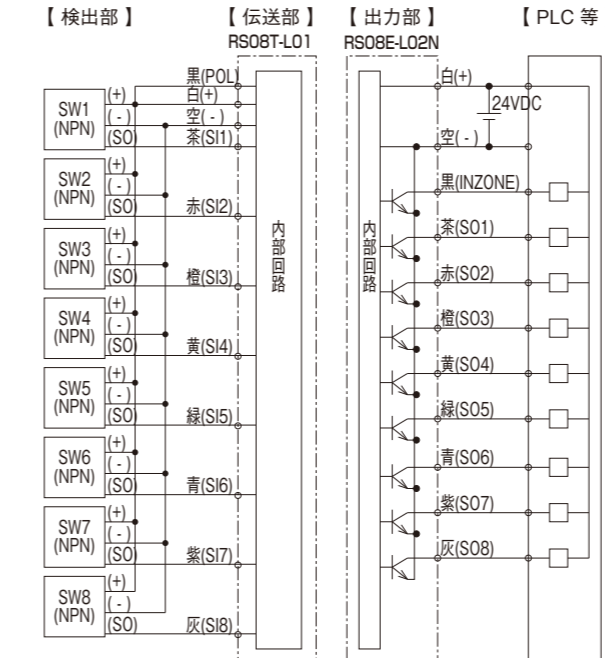 【 検出部 】
【 伝送部 】
【 出力部 】
【 PLC 等
RS08T-L01
RS08E-L02N
黒(POL)
白(+)
空( - )
茶(SI1)
SW1
(NPN)
(+)
( - )
(SO)
SW2
(NPN)
(+)
( - )
(SO)
赤(SI2)
SW3
(NPN)
(+)
( - )
(SO)
橙(SI3)
SW4
(NPN)
(+)
( - )
(SO)
黄(SI4)
SW5
(NPN)
(+)
( - )
(SO)
緑(SI5)
SW6
(NPN)
(+)
( - )
(SO)
青(SI6)
SW7
(NPN)
(+)
( - )
(SO)
紫(SI7)
SW8
(NPN)
(+)
( - )
(SO)
灰(SI8)
内部回路
内部回路
白(+)
24VDC
空( - )
黒(INZONE)
茶(SO1)
赤(SO2)
橙(SO3)
黄(SO4)
緑(SO5)
青(SO6)
紫(SO7)
灰(SO8)